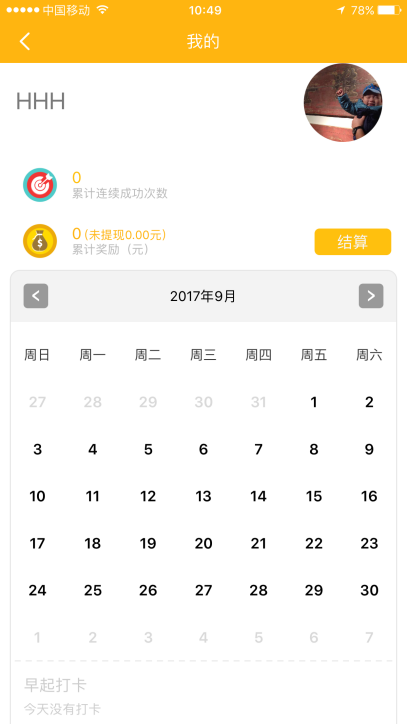 中国移动 10:49 78%
我的
HHH
0
累计连续成功次数
0(未提现0.00元)
累计奖励（元）
结算
2017年9月
周日 周一 周二 周三 周四 周五 周六
27 28 29 30 31 1 2
3 4 5 6 7 8 9
10 11 12 13 14 15 16
17 18 19 20 21 22 23
24 25 26 27 28 29 30
1 2 3 4 5 6 7
早起打卡
今天没有打卡